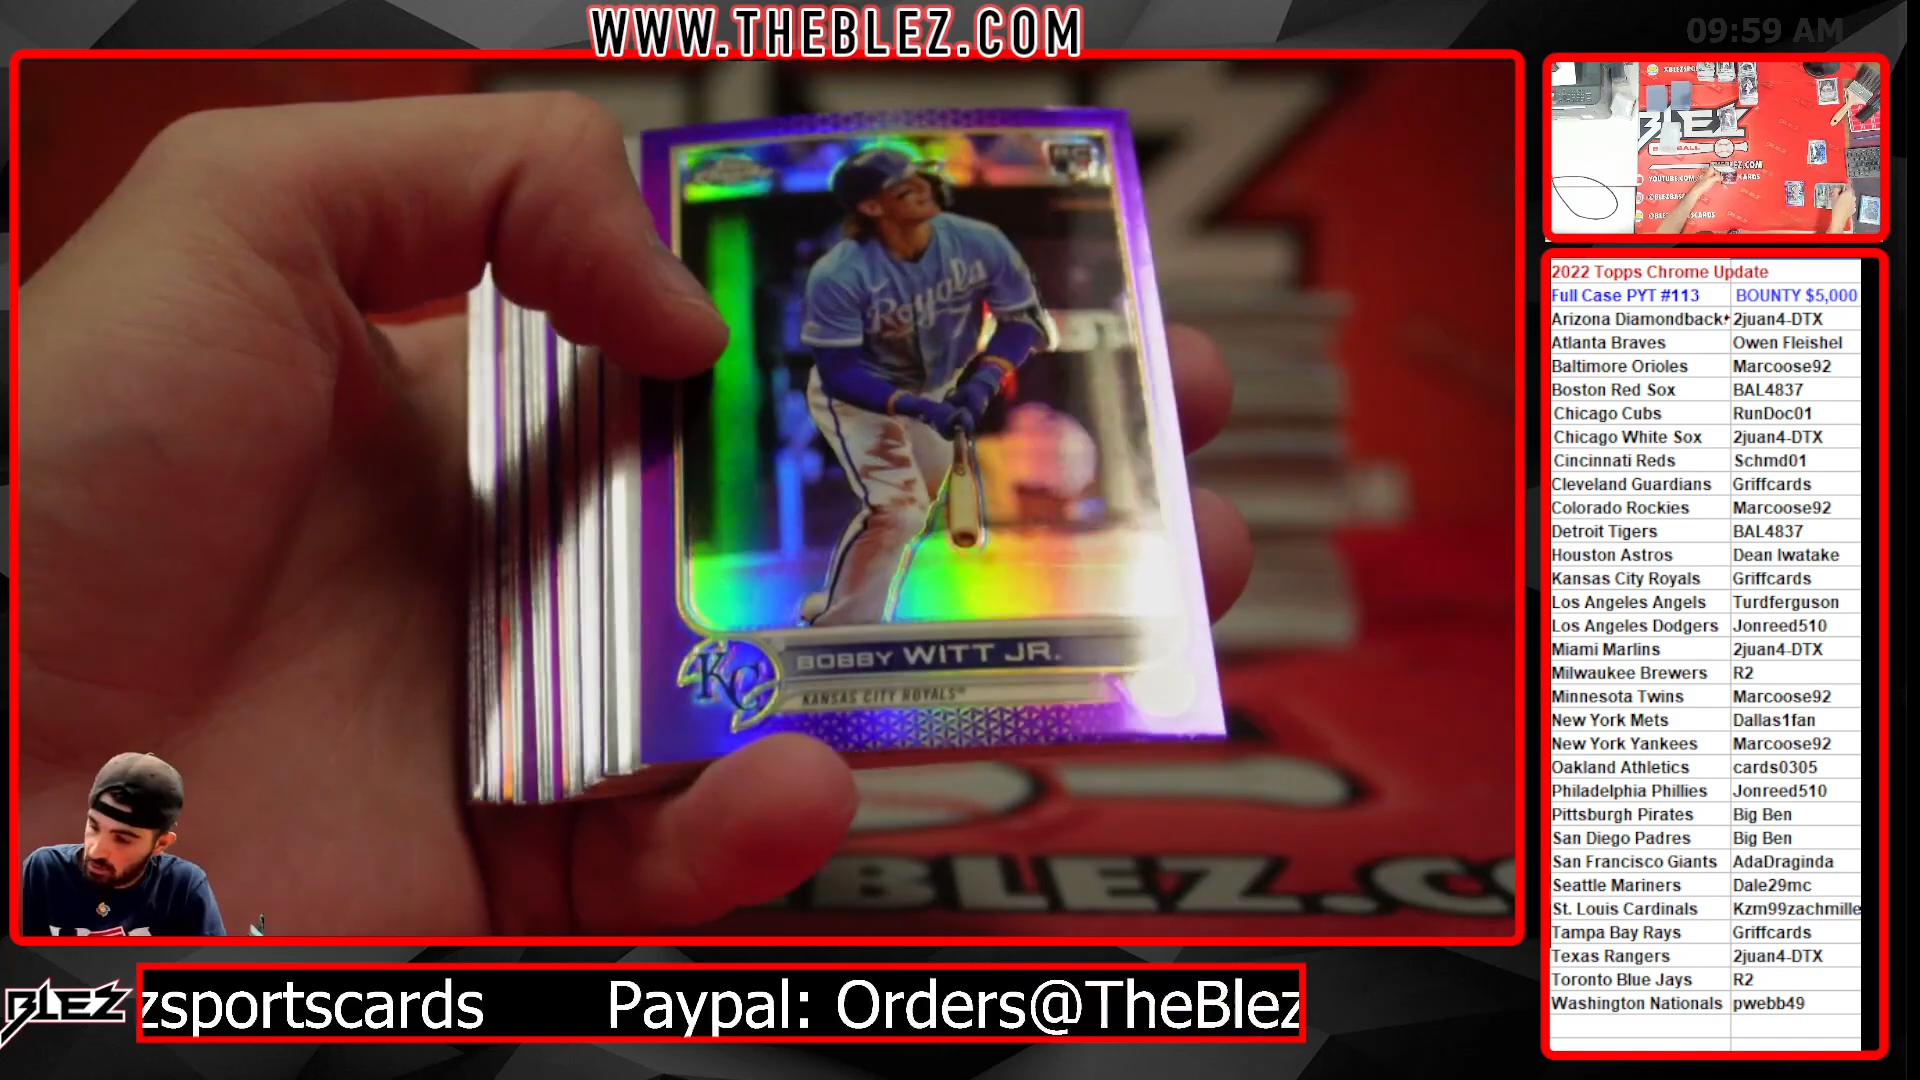 WWW.THEBLEZ.COM
09:59 AM
RC
Royals
7
BOBBY WITT JR.
KC
KANSAS CITY ROYALS
BLEZ.C
BLEZ
2022 Topps Chrome Update
Full Case PYT #113 BOUNTY $5,000
Arizona Diamondback 2juan4-DTX
Atlanta Braves Owen Fleishel
Baltimore Orioles Marcoose92
Boston Red Sox BAL4837
Chicago Cubs RunDoc01
Chicago White Sox 2juan4-DTX
Cincinnati Reds Schmd01
Cleveland Guardians Griffcards
Colorado Rockies Marcoose92
Detroit Tigers BAL4837
Houston Astros Dean Iwatake
Kansas City Royals Griffcards
Los Angeles Angels Turdferguson
Los Angeles Dodgers Jonreed510
Miami Marlins 2juan4-DTX
Milwaukee Brewers R2
Minnesota Twins Marcoose92
New York Mets Dallas1fan
New York Yankees Marcoose92
Oakland Athletics cards0305
Philadelphia Phillies Jonreed510
Pittsburgh Pirates Big Ben
San Diego Padres Big Ben
San Francisco Giants AdaDraginda
Seattle Mariners Dale29mc
St. Louis Cardinals Kzm99zachmille
Tampa Bay Rays Griffcards
Texas Rangers 2juan4-DTX
Toronto Blue Jays R2
Washington Nationals pwebb49
BLEZ
zsportscards Paypal: Orders@TheBlez